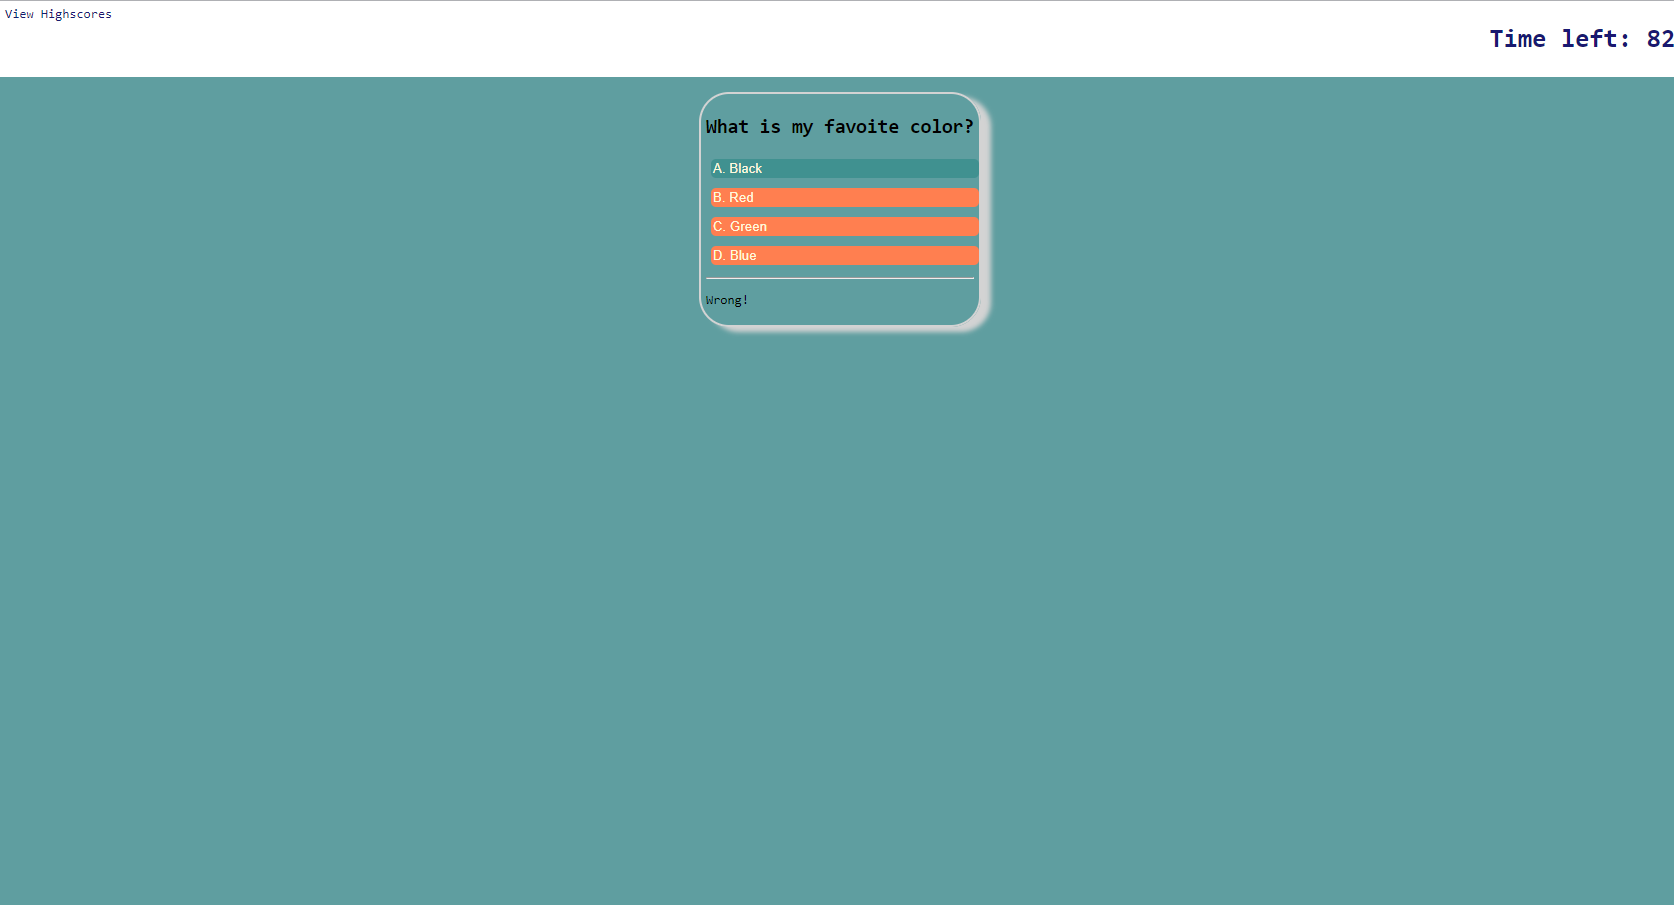 View Highscores
Time left: 82
What is my favoite color?
A. Black
B. Red
C. Green
D. Blue
Wrong!